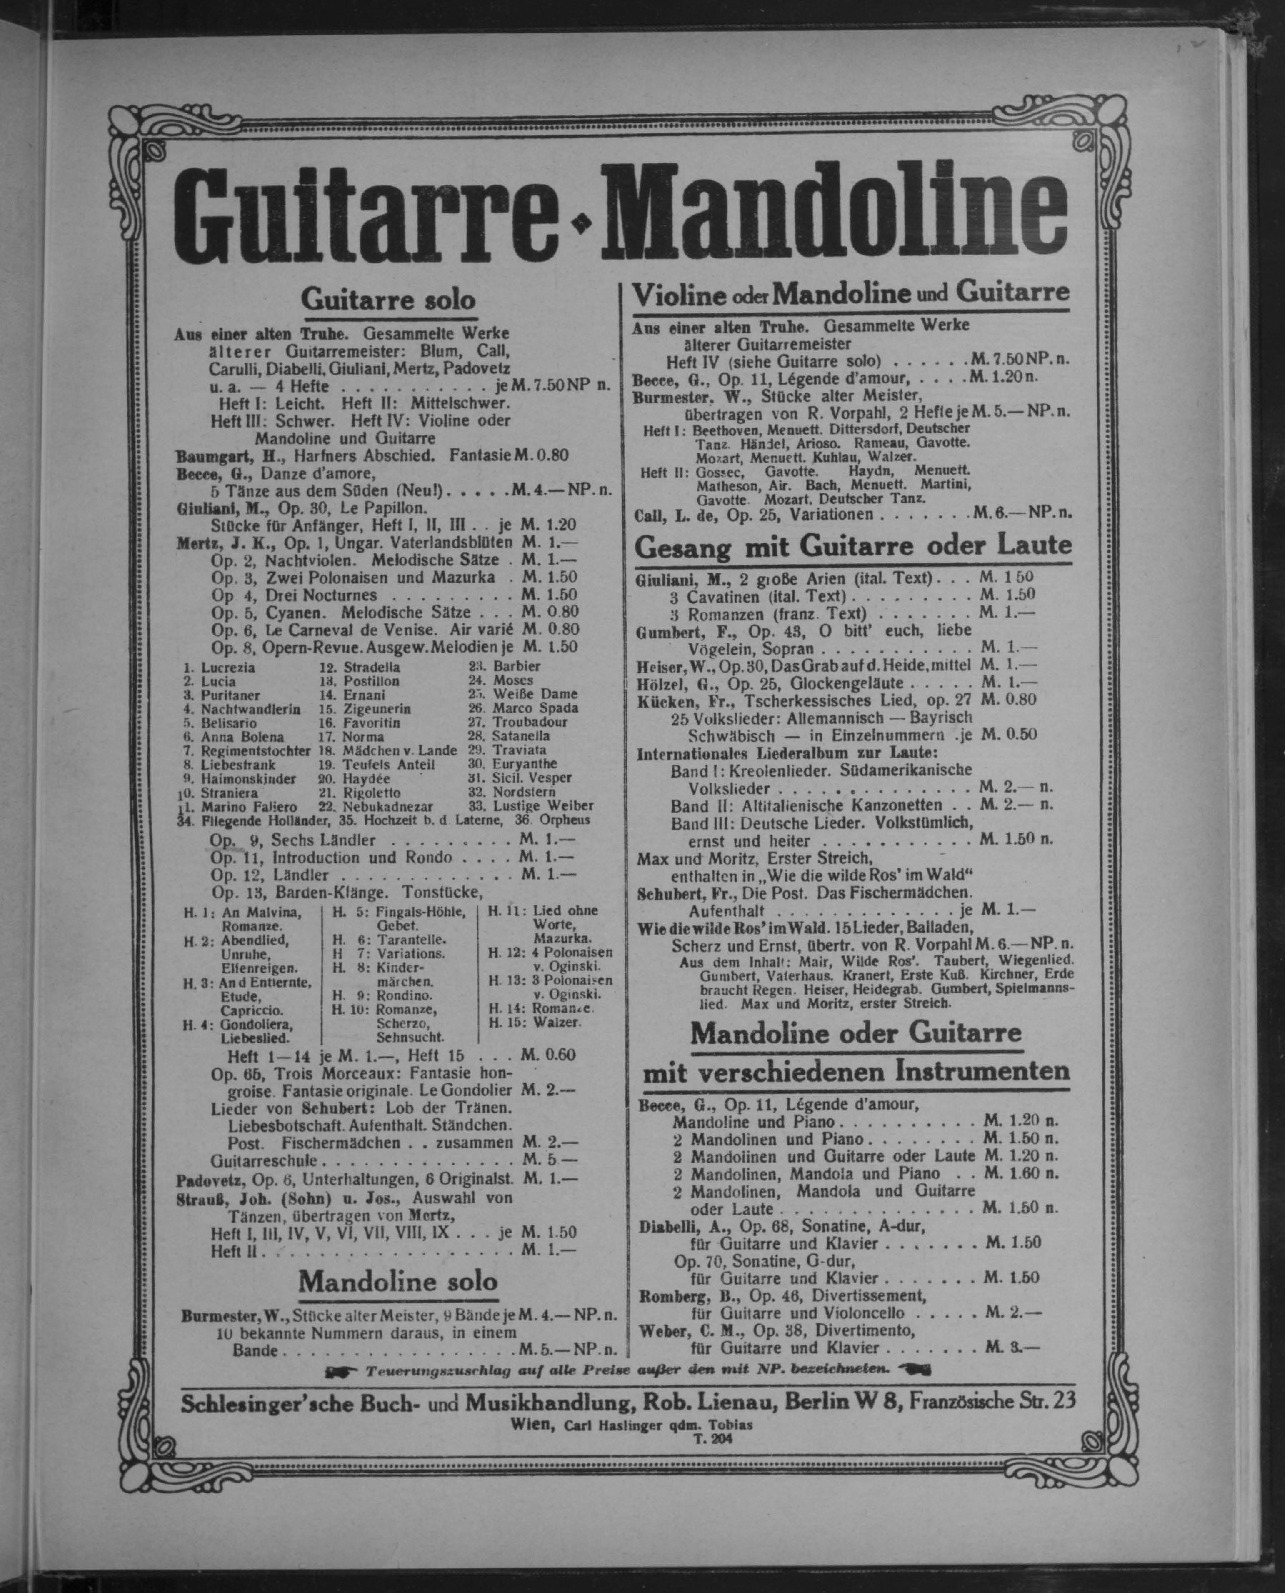 Guitarre · Mandoline
Guitarre solo
Aus einer alten Truhe. Gesammelte Werke
älterer Guitarremeister: Blum, Call,
Carulli, Diabelli, Giuliani, Mertz, Padovetz
u. a. — 4 Hefte . . . . . . . . . . . je M. 7.50 NP n.
Heft I: Leicht. Heft II: Mittelschwer.
Heft III: Schwer. Heft IV: Violine oder
Mandoline und Guitarre
Baumgart, H., Harfners Abschied. Fantasie M. 0.80
Becce, G., Danze d'amore,
5 Tänze aus dem Süden (Neu!) . . . . . M. 4.— NP. n.
Giuliani, M., Op. 30, Le Papillon.
Stücke für Anfänger, Heft I, II, III . . je M. 1.20
Mertz, J. K., Op. 1, Ungar. Vaterlandsblüten M. 1.—
Op. 2, Nachtviolen. Melodische Sätze . M. 1.—
Op. 3, Zwei Polonaisen und Mazurka . M. 1.50
Op 4, Drei Nocturnes . . . . . . . . . M. 1.50
Op. 5, Cyanen. Melodische Sätze . . . M. 0.80
Op. 6, Le Carneval de Venise. Air varié M. 0.80
Op. 8, Opern-Revue. Ausgew. Melodien je M. 1.50
1. Lucrezia 12. Stradella 23. Barbier
2. Lucia 13. Postillon 24. Moses
3. Puritaner 14. Ernani 25. Weiße Dame
4. Nachtwandlerin 15. Zigeunerin 26. Marco Spada
5. Belisario 16. Favoritin 27. Troubadour
6. Anna Bolena 17. Norma 28. Satanella
7. Regimentstochter 18. Mädchen v. Lande 29. Traviata
8. Liebestrank 19. Teufels Anteil 30. Euryanthe
9. Haimonskinder 20. Haydée 31. Sicil. Vesper
10. Straniera 21. Rigoletto 32. Nordstern
11. Marino Faliero 22. Nebukadnezar 33. Lustige Weiber
34. Fliegende Holländer, 35. Hochzeit b. d Laterne, 36. Orpheus
Op. 9, Sechs Ländler . . . . . . . . . M. 1.—
Op. 11, Introduction und Rondo . . . . M. 1.—
Op. 12, Ländler . . . . . . . . . . . . . M. 1.—
Op. 13, Barden-Klänge. Tonstücke,
H. 1: An Malvina, H. 5: Fingals-Höhle, H. 11: Lied ohne
Romanze. Gebet. Worte,
H. 2: Abendlied, H. 6: Tarantelle. Mazurka.
Unruhe, H 7: Variations. H. 12: 4 Polonaisen
Elfenreigen. H. 8: Kinder- v. Oginski.
H. 3: An d Entfernte, märchen. H. 13: 3 Polonaisen
Etude, H. 9: Rondino. v. Oginski.
Capriccio. H. 10: Romanze, H. 14: Romance.
H. 4: Gondoliera, Scherzo, H. 15: Walzer.
Liebeslied. Sehnsucht.
Heft 1—14 je M. 1.—, Heft 15 . . . M. 0.60
Op. 65, Trois Morceaux: Fantasie hon-
groise. Fantasie originale. Le Gondolier M. 2.—
Lieder von Schubert: Lob der Tränen.
Liebesbotschaft. Aufenthalt. Ständchen.
Post. Fischermädchen . . zusammen M. 2.—
Guitarreschule . . . . . . . . . . . . . . M. 5 —
Padovetz, Op. 6, Unterhaltungen, 6 Originalst. M. 1.—
Strauß, Joh. (Sohn) u. Jos., Auswahl von
Tänzen, übertragen von Mertz,
Heft I, III, IV, V, VI, VII, VIII, IX . . . je M. 1.50
Heft II . . . . . . . . . . . . . . . . . . M. 1.—
Mandoline solo
Burmester, W., Stücke alter Meister, 9 Bände je M. 4.— NP. n.
10 bekannte Nummern daraus, in einem
Bande . . . . . . . . . . . . . . . . . M. 5.— NP. n.
Violine oder Mandoline und Guitarre
Aus einer alten Truhe. Gesammelte Werke
älterer Guitarremeister
Heft IV (siehe Guitarre solo) . . . . . . M. 7.50 NP. n.
Becce, G., Op. 11, Légende d'amour, . . . . M. 1.20 n.
Burmester, W., Stücke alter Meister,
übertragen von R. Vorpahl, 2 Hefte je M. 5.— NP. n.
Heft I: Beethoven, Menuett. Dittersdorf, Deutscher
Tanz. Händel, Arioso. Rameau, Gavotte.
Mozart, Menuett. Kuhlau, Walzer.
Heft II: Gossec, Gavotte. Haydn, Menuett.
Matheson, Air. Bach, Menuett. Martini,
Gavotte. Mozart, Deutscher Tanz.
Call, L. de, Op. 25, Variationen . . . . . . . M. 6.— NP. n.
Gesang mit Guitarre oder Laute
Giuliani, M., 2 große Arien (ital. Text) . . . M. 1 50
3 Cavatinen (ital. Text) . . . . . . . . . M. 1.50
3 Romanzen (franz. Text) . . . . . . . M. 1.—
Gumbert, F., Op. 43, O bitt' euch, liebe
Vögelein, Sopran . . . . . . . . . . . M. 1.—
Heiser, W., Op. 30, Das Grab auf d. Heide, mittel M. 1.—
Hölzel, G., Op. 25, Glockengeläute . . . . . M. 1.—
Kücken, Fr., Tscherkessisches Lied, op. 27 M. 0.80
25 Volkslieder: Allemannisch — Bayrisch
Schwäbisch — in Einzelnummern . je M. 0.50
Internationales Liederalbum zur Laute:
Band I: Kreolenlieder. Südamerikanische
Volkslieder . . . . . . . . . . . . . . M. 2.— n.
Band II: Altitalienische Kanzonetten . . M. 2.— n.
Band III: Deutsche Lieder. Volkstümlich,
ernst und heiter . . . . . . . . . . . M. 1.50 n.
Max und Moritz, Erster Streich,
enthalten in „Wie die wilde Ros' im Wald“
Schubert, Fr., Die Post. Das Fischermädchen.
Aufenthalt . . . . . . . . . . . . . je M. 1.—
Wie die wilde Ros' im Wald. 15 Lieder, Balladen,
Scherz und Ernst, übertr. von R. Vorpahl M. 6.— NP. n.
Aus dem Inhalt: Mair, Wilde Ros'. Taubert, Wiegenlied.
Gumbert, Vaterhaus. Kranert, Erste Kuß. Kirchner, Erde
braucht Regen. Heiser, Heidegrab. Gumbert, Spielmanns-
lied. Max und Moritz, erster Streich.
Mandoline oder Guitarre
mit verschiedenen Instrumenten
Becce, G., Op. 11, Légende d'amour,
Mandoline und Piano . . . . . . . . . . M. 1.20 n.
2 Mandolinen und Piano . . . . . . . . M. 1.50 n.
2 Mandolinen und Guitarre oder Laute M. 1.20 n.
2 Mandolinen, Mandola und Piano . . M. 1.60 n.
2 Mandolinen, Mandola und Guitarre
oder Laute . . . . . . . . . . . . . . M. 1.50 n.
Diabelli, A., Op. 68, Sonatine, A-dur,
für Guitarre und Klavier . . . . . . . M. 1.50
Op. 70, Sonatine, G-dur,
für Guitarre und Klavier . . . . . . . M. 1.50
Romberg, B., Op. 46, Divertissement,
für Guitarre und Violoncello . . . . . M. 2.—
Weber, C. M., Op. 38, Divertimento,
für Guitarre und Klavier . . . . . . . M. 3.—
Teuerungszuschlag auf alle Preise außer den mit NP. bezeichneten.
Schlesinger'sche Buch- und Musikhandlung, Rob. Lienau, Berlin W 8, Französische Str. 23
Wien, Carl Haslinger qdm. Tobias
T. 204